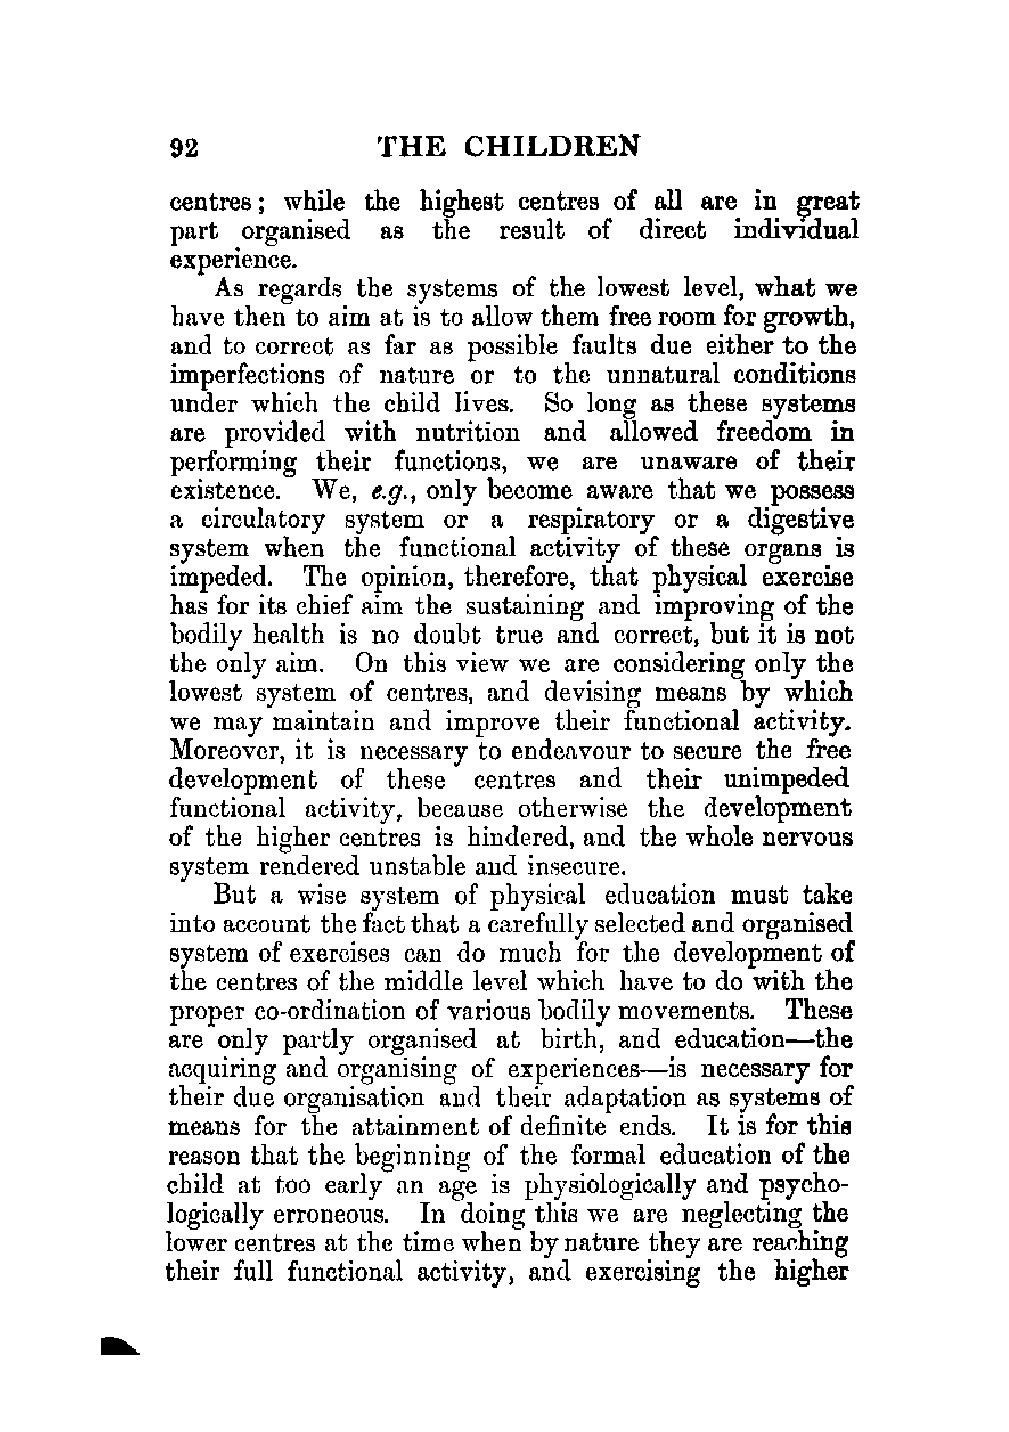 92 THE CHILDREN
centres; while the highest centres of all are in great
part organised as the result of direct individual
experience.
As regards the systems of the lowest level, what we
have then to aim at is to allow them free room for growth,
and to correct as far as possible faults due either to the
imperfections of nature or to the unnatural conditions
under which the child lives. So long as these systems
are provided with nutrition and allowed freedom in
performing their functions, we are unaware of their
existence. We, e.g., only become aware that we possess
a circulatory system or a respiratory or a digestive
system when the functional activity of these organs is
impeded. The opinion, therefore, that physical exercise
has for its chief aim the sustaining and improving of the
bodily health is no doubt true and correct, but it is not
the only aim. On this view we are considering only the
lowest system of centres, and devising means by which
we may maintain and improve their functional activity.
Moreover, it is necessary to endeavour to secure the free
development of these centres and their unimpeded
functional activity, because otherwise the development
of the higher centres is hindered, and the whole nervous
system rendered unstable and insecure.
But a wise system of physical education must take
into account the fact that a carefully selected and organised
system of exercises can do much for the development of
the centres of the middle level which have to do with the
proper co-ordination of various bodily movements. These
are only partly organised at birth, and education—the
acquiring and organising of experiences—is necessary for
their due organisation and their adaptation as systems of
means for the attainment of definite ends. It is for this
reason that the beginning of the formal education of the
child at too early an age is physiologically and psycho-
logically erroneous. In doing this we are neglecting the
lower centres at the time when by nature they are reaching
their full functional activity, and exercising the higher